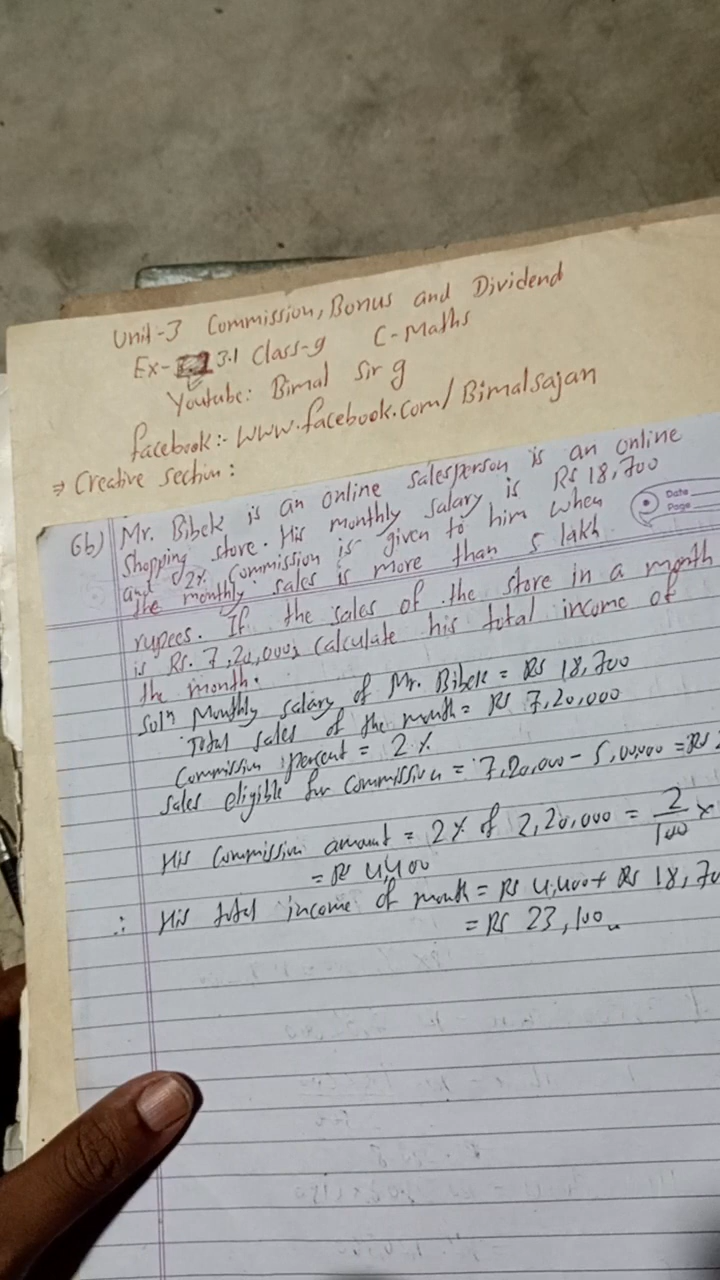 Unit-3 Commission, Bonus and Dividend
Ex- 3.1 Class-9 C-Maths
Youtube: Bimal Sir g
facebook:- www.facebook.com/Bimalsajan
⇒ Creative section:
6b) Mr. Bibek is an online salesperson is an online
Shopping store. His monthly salary is Rs 18,700
and 2% Commission is given to him when
the monthly sales is more than 5 lakh
Date
Page
rupees. If the sales of the store in a month
is Rs. 7,20,000, Calculate his total income of
the month.
Solⁿ Monthly salary of Mr. Bibek = Rs 18,700
Total sales of the month = Rs 7,20,000
Commission percent = 2%
Sales eligible for commission = 7,20,000 - 5,00,000 = Rs 2
His Commission amount = 2% of 2,20,000 = 2/100 ×
= Rs 4,400
∴ His total income of month = Rs 4,400 + Rs 18,70
= Rs 23,100